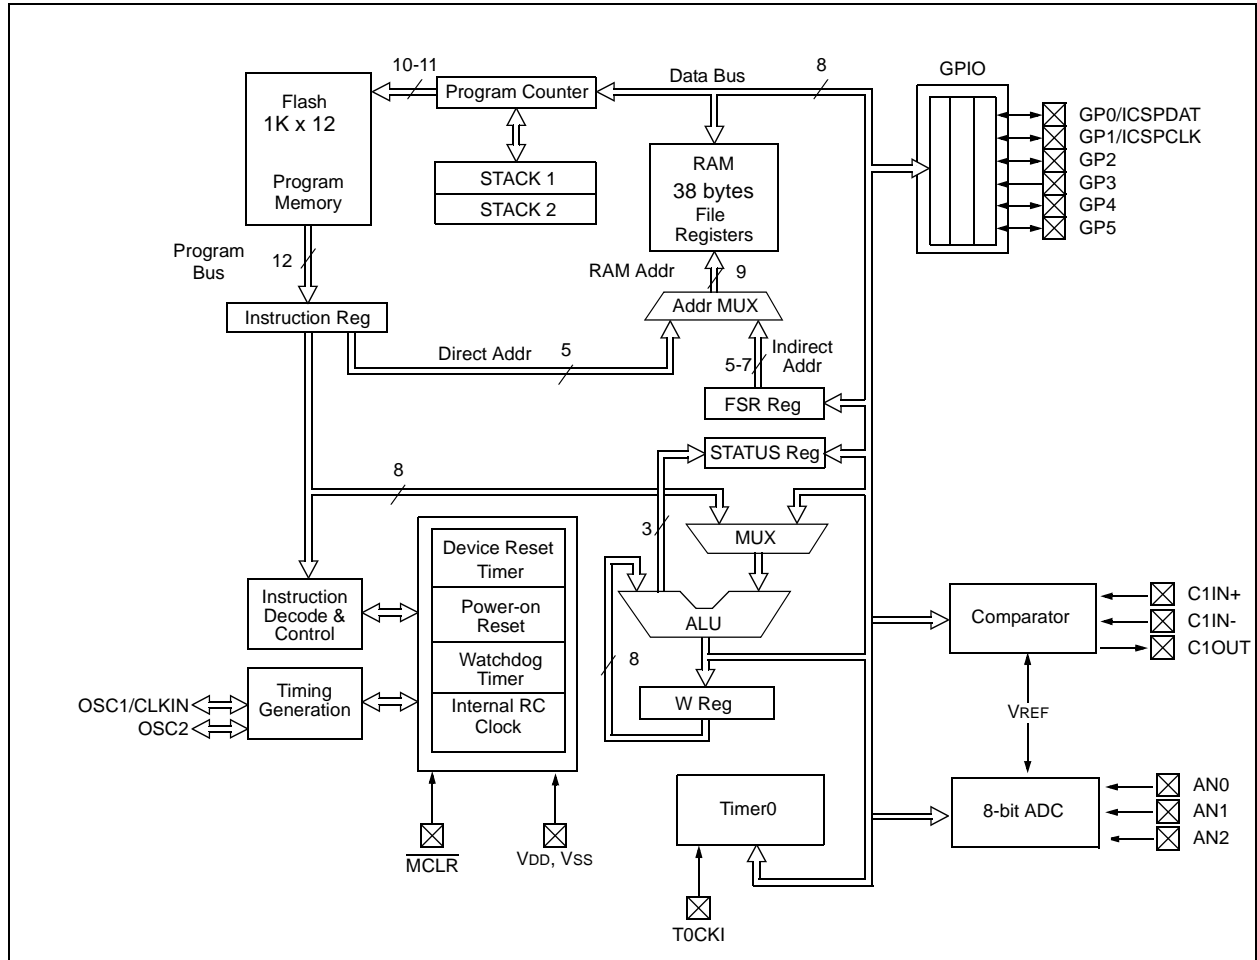 10-11
Data Bus
8
GPIO
Flash
1K x 12
Program
Memory
Program Counter
STACK 1
STACK 2
RAM
38 bytes
File
Registers
GP0/ICSPDAT
GP1/ICSPCLK
GP2
GP3
GP4
GP5
Program
Bus
12
RAM Addr
9
Instruction Reg
Addr MUX
Direct Addr
5
5-7
Indirect
Addr
FSR Reg
STATUS Reg
8
3
MUX
Device Reset
Timer
Power-on
Reset
Watchdog
Timer
Internal RC
Clock
Instruction
Decode &
Control
ALU
8
W Reg
Timing
Generation
OSC1/CLKIN
OSC2
MCLR
VDD, VSS
Timer0
T0CKI
Comparator
C1IN+
C1IN-
C1OUT
VREF
8-bit ADC
AN0
AN1
AN2